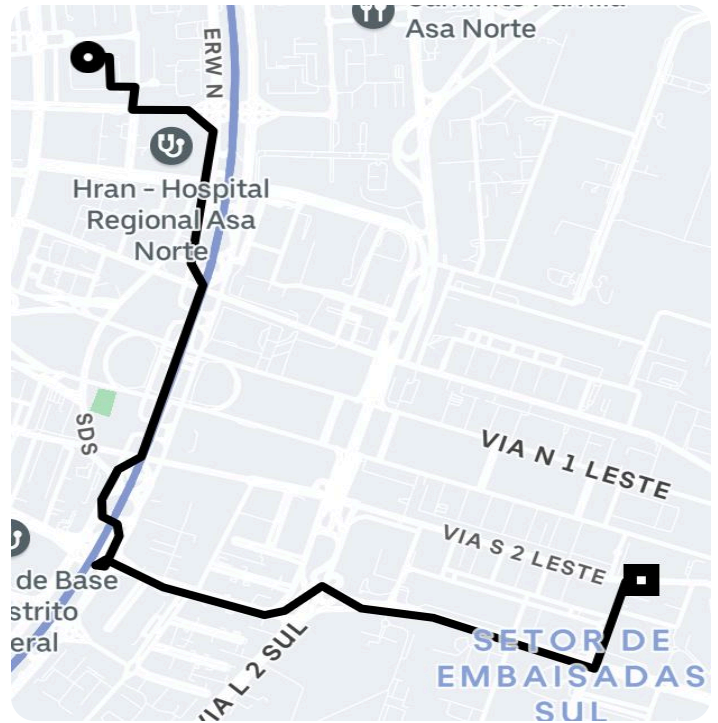 Asa Norte
ERW N
Hran - Hospital
Regional Asa
Norte
SDS
VIA N 1 LESTE
VIA S 2 LESTE
de Base
strito
eral
VIA L 2 SUL
SETOR DE
EMBAISADAS
SUL